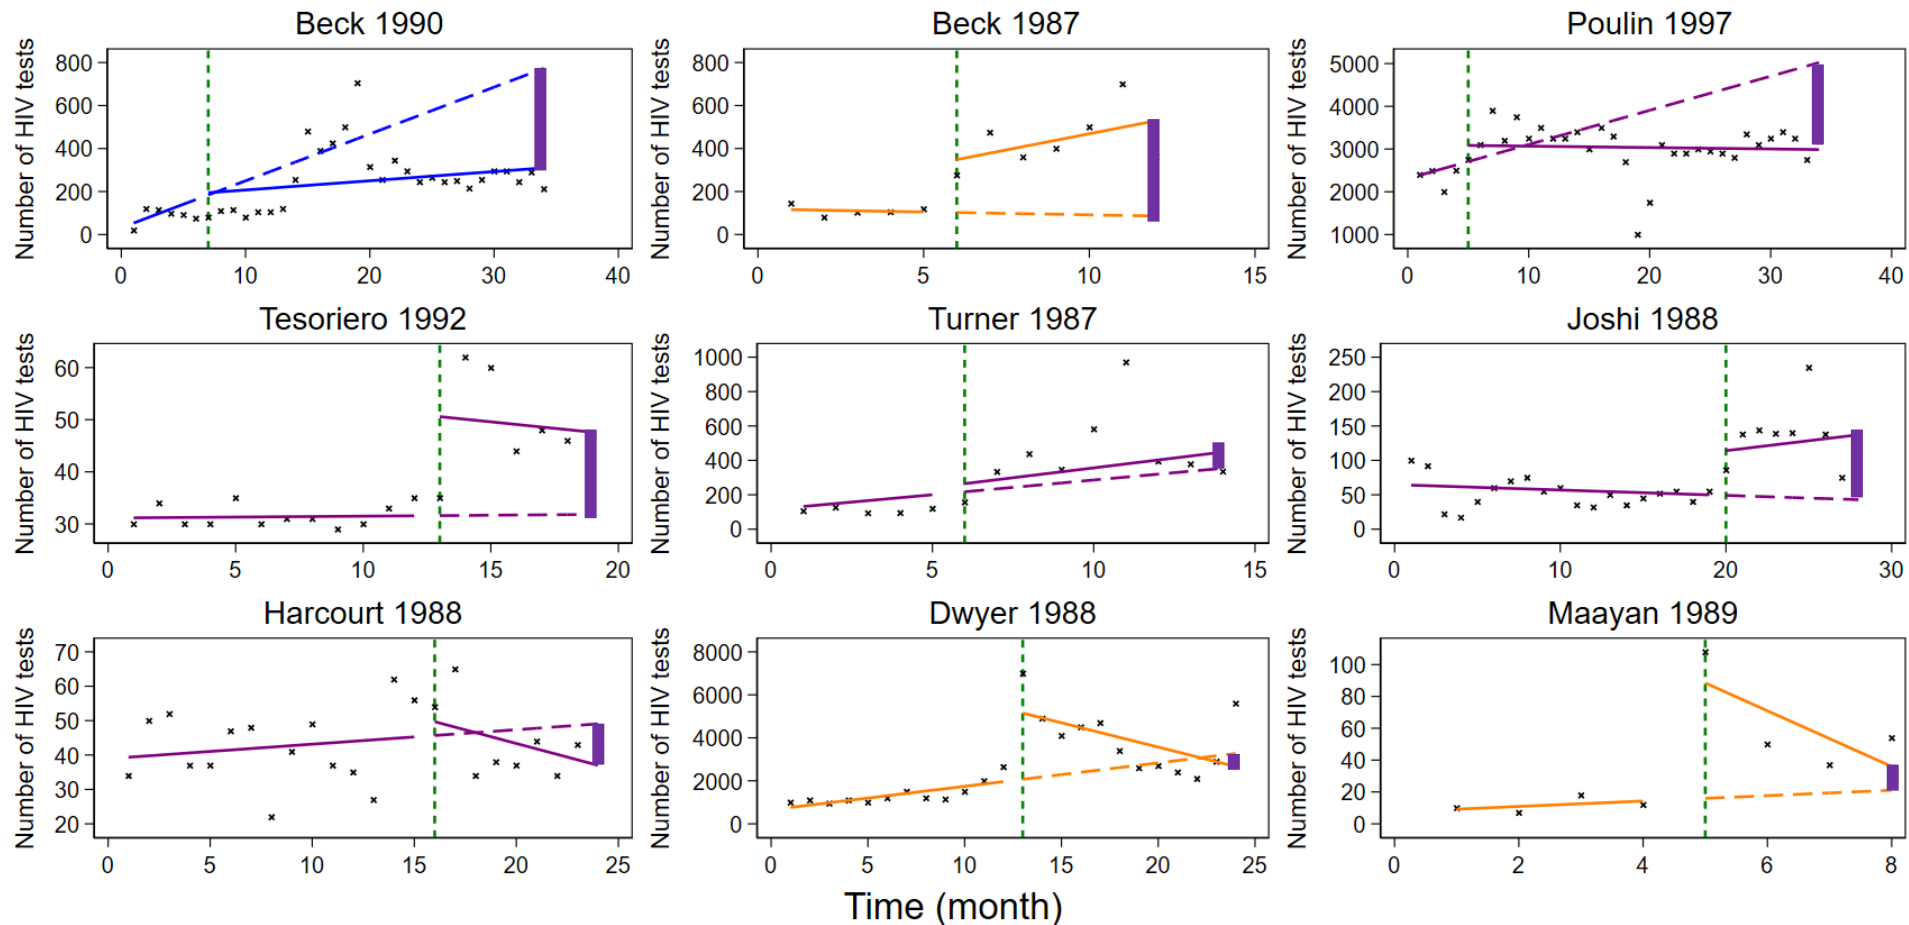 Beck 1990
Number of HIV tests
800
600
400
200
0
0 10 20 30 40
Beck 1987
Number of HIV tests
800
600
400
200
0
0 5 10 15
Poulin 1997
Number of HIV tests
5000
4000
3000
2000
1000
0 10 20 30 40
Tesoriero 1992
Number of HIV tests
60
50
40
30
0 5 10 15 20
Turner 1987
Number of HIV tests
1000
800
600
400
200
0
0 5 10 15
Joshi 1988
Number of HIV tests
250
200
150
100
50
0
0 10 20 30
Harcourt 1988
Number of HIV tests
70
60
50
40
30
20
0 5 10 15 20 25
Dwyer 1988
Number of HIV tests
8000
6000
4000
2000
0
0 5 10 15 20 25
Maayan 1989
Number of HIV tests
100
80
60
40
20
0
0 2 4 6 8
Time (month)